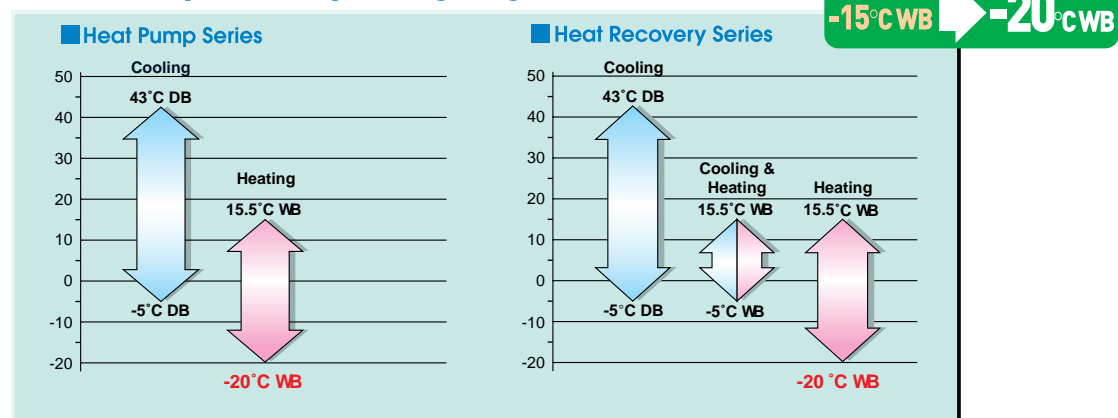 -15°CWB -20°CWB
Heat Pump Series
Cooling
50
43˚C DB
40
30
Heating
20
15.5˚C WB
10
0
-5˚C DB
-10
-20
-20˚C WB
Heat Recovery Series
Cooling
50
43˚C DB
40
30
Cooling &
Heating
Heating
20
15.5˚C WB
15.5˚C WB
10
0
-5°C DB
-5˚C WB
-10
-20
-20 ˚C WB